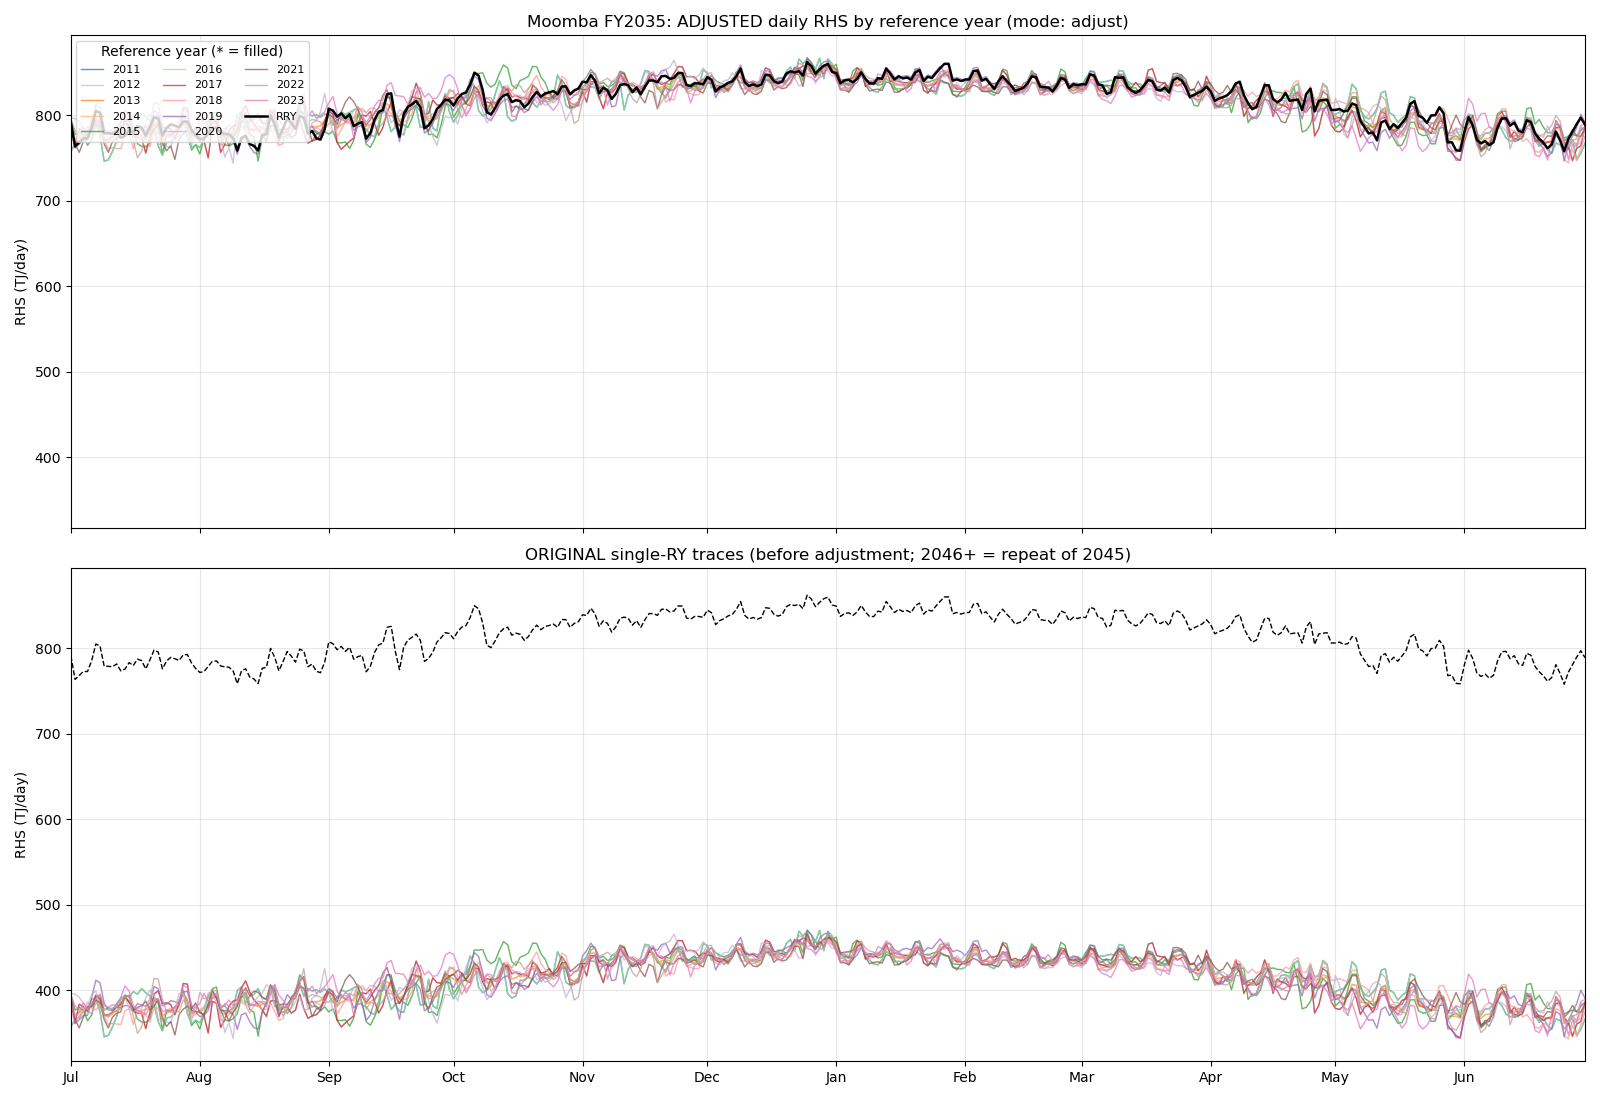 Moomba FY2035: ADJUSTED daily RHS by reference year (mode: adjust)
Reference year (* = filled)
2011 2016 2021
2012 2017 2022
2013 2018 2023
2014 2019 RRY
2015 2020
800
700
600
500
400
RHS (TJ/day)
ORIGINAL single-RY traces (before adjustment; 2046+ = repeat of 2045)
800
700
600
500
400
RHS (TJ/day)
Jul Aug Sep Oct Nov Dec Jan Feb Mar Apr May Jun